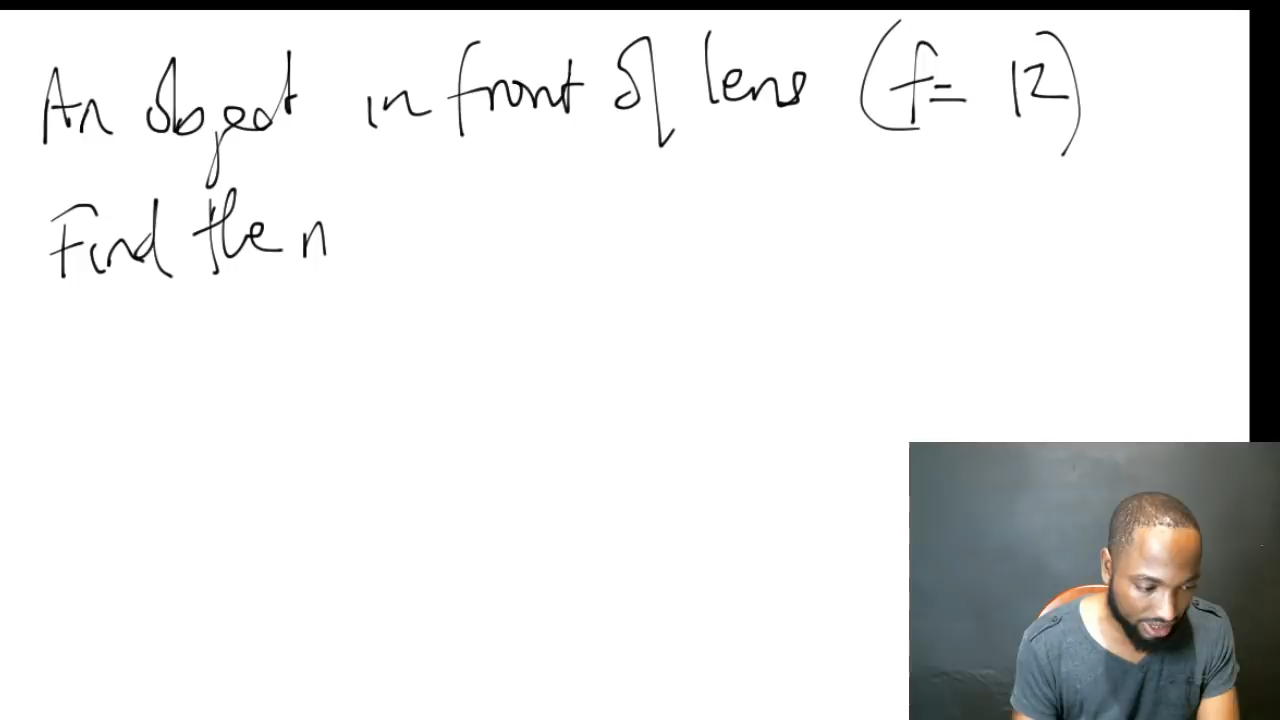 An object in front of lens (f= 12)
Find the n